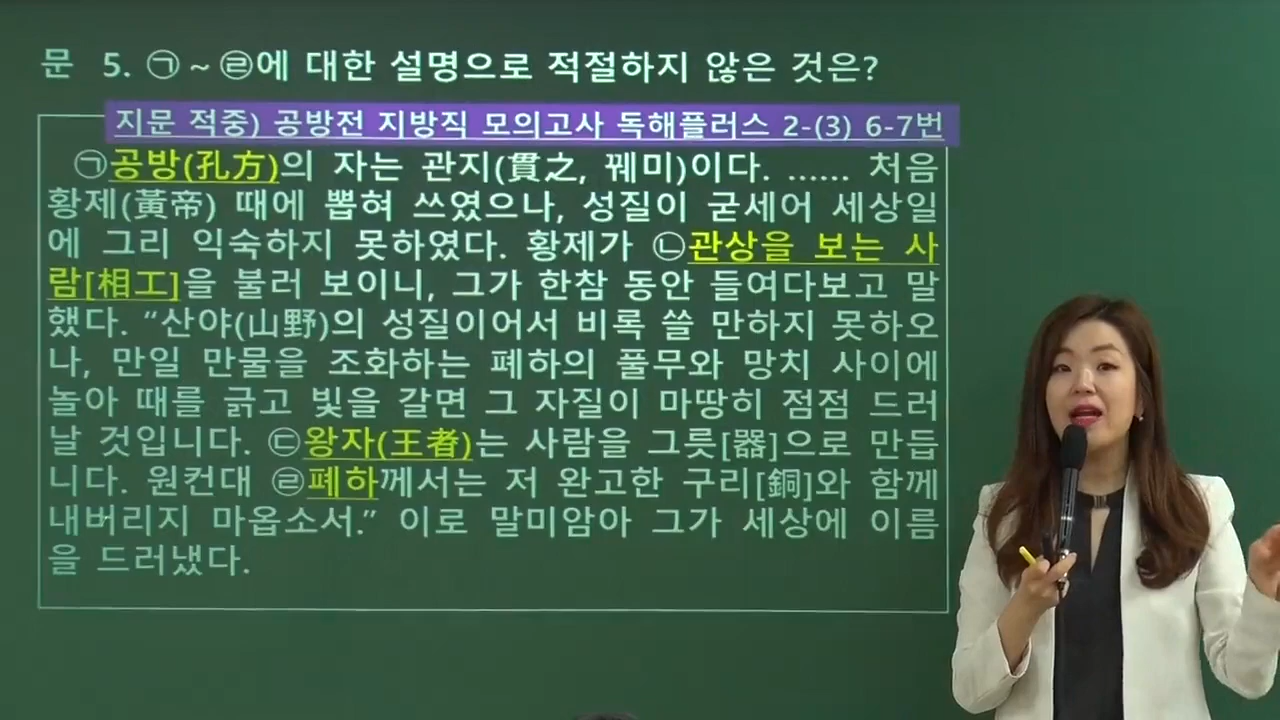 문 5. ㉠~㉣에 대한 설명으로 적절하지 않은 것은?
지문 적중) 공방전 지방직 모의고사 독해플러스 2-(3) 6-7번
㉠공방(孔方)의 자는 관지(貫之, 꿰미)이다. …… 처음
황제(黃帝) 때에 뽑혀 쓰였으나, 성질이 굳세어 세상일
에 그리 익숙하지 못하였다. 황제가 ㉡관상을 보는 사
람[相工]을 불러 보이니, 그가 한참 동안 들여다보고 말
했다. “산야(山野)의 성질이어서 비록 쓸 만하지 못하오
나, 만일 만물을 조화하는 폐하의 풀무와 망치 사이에
놀아 때를 긁고 빛을 갈면 그 자질이 마땅히 점점 드러
날 것입니다. ㉢왕자(王者)는 사람을 그릇[器]으로 만듭
니다. 원컨대 ㉣폐하께서는 저 완고한 구리[銅]와 함께
내버리지 마옵소서.” 이로 말미암아 그가 세상에 이름
을 드러냈다.